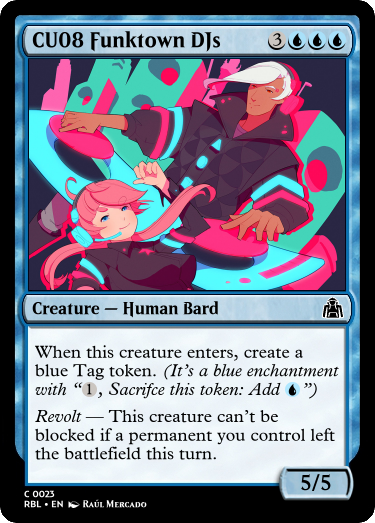 CU08 Funktown DJs 3
Creature — Human Bard
When this creature enters, create a
blue Tag token. (It's a blue enchantment
with “1, Sacrifce this token: Add ”)
Revolt — This creature can't be
blocked if a permanent you control left
the battlefield this turn.
5/5
C 0023
RBL • EN Raúl Mercado